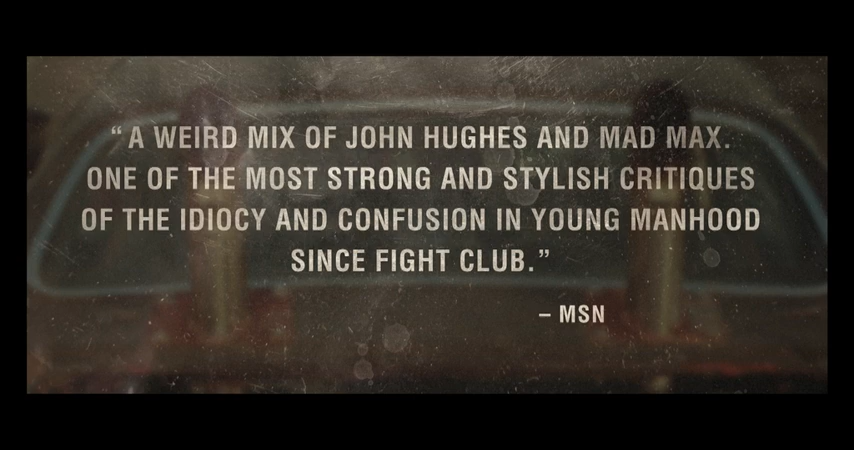 “ A WEIRD MIX OF JOHN HUGHES AND MAD MAX.
ONE OF THE MOST STRONG AND STYLISH CRITIQUES
OF THE IDIOCY AND CONFUSION IN YOUNG MANHOOD
SINCE FIGHT CLUB.”
– MSN